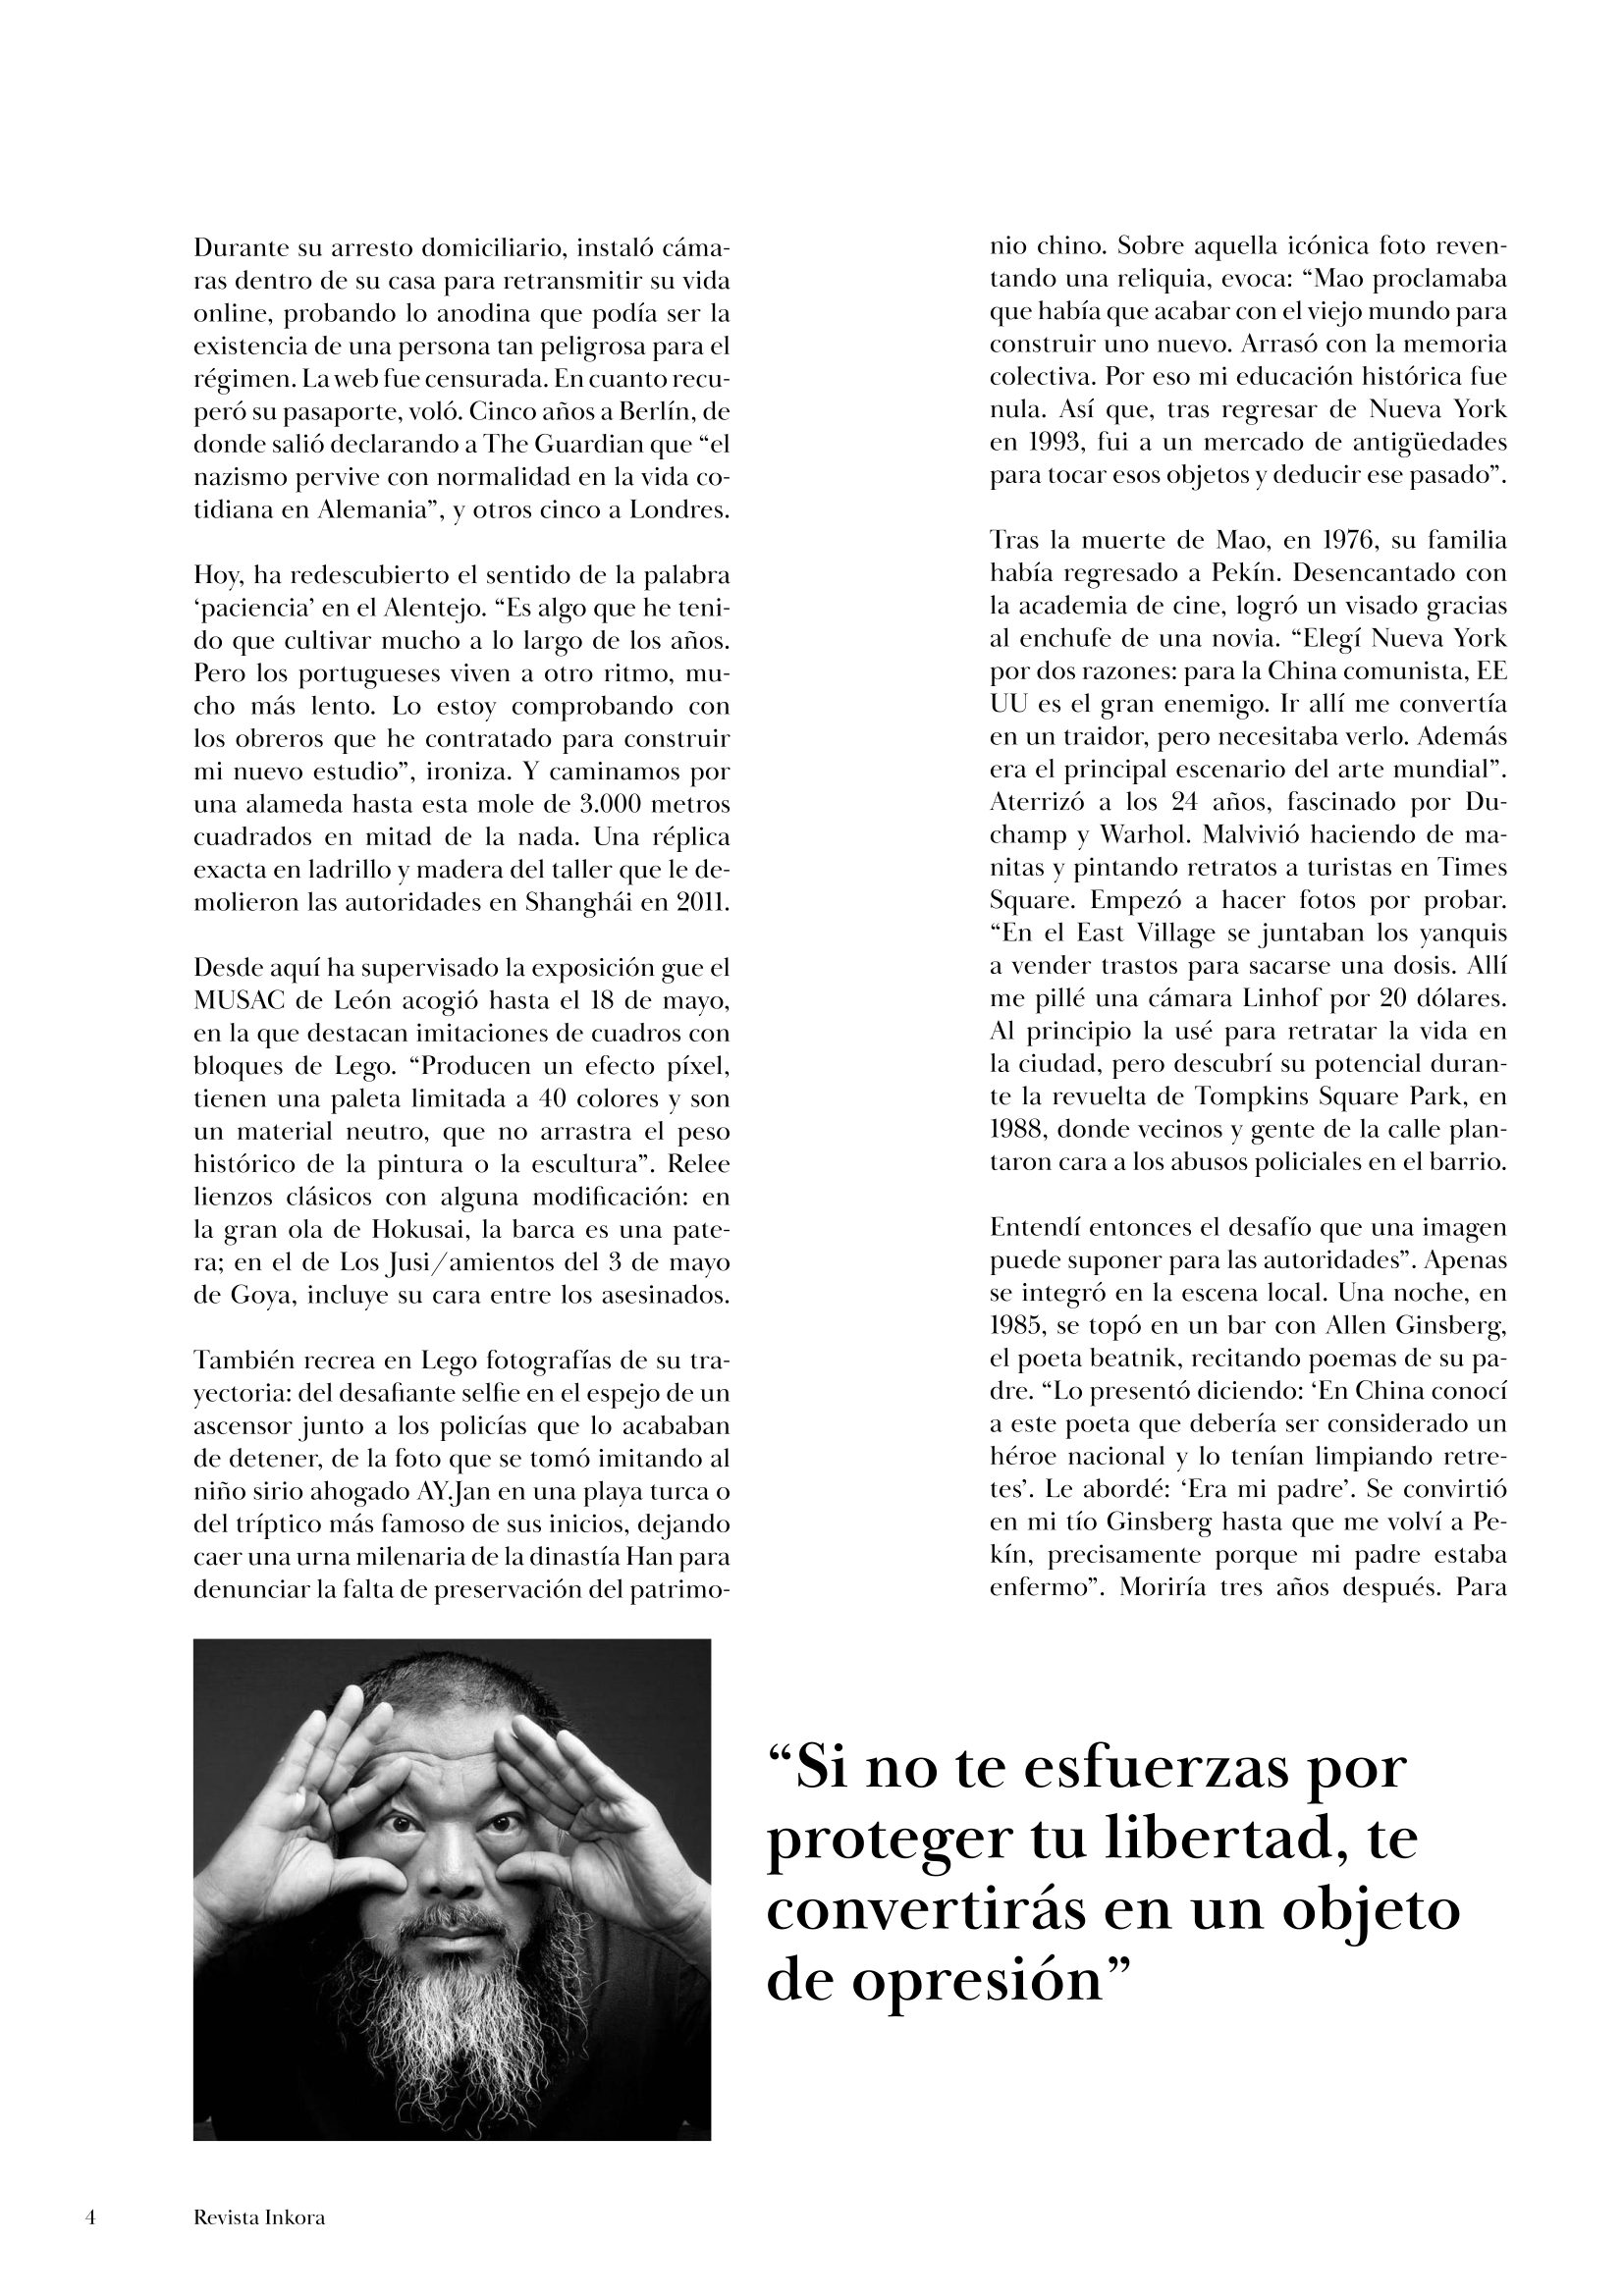 Durante su arresto domiciliario, instaló cáma-
ras dentro de su casa para retransmitir su vida
online, probando lo anodina que podía ser la
existencia de una persona tan peligrosa para el
régimen. La web fue censurada. En cuanto recu-
peró su pasaporte, voló. Cinco años a Berlín, de
donde salió declarando a The Guardian que “el
nazismo pervive con normalidad en la vida co-
tidiana en Alemania”, y otros cinco a Londres.
Hoy, ha redescubierto el sentido de la palabra
‘paciencia’ en el Alentejo. “Es algo que he teni-
do que cultivar mucho a lo largo de los años.
Pero los portugueses viven a otro ritmo, mu-
cho más lento. Lo estoy comprobando con
los obreros que he contratado para construir
mi nuevo estudio”, ironiza. Y caminamos por
una alameda hasta esta mole de 3.000 metros
cuadrados en mitad de la nada. Una réplica
exacta en ladrillo y madera del taller que le de-
molieron las autoridades en Shanghái en 2011.
Desde aquí ha supervisado la exposición gue el
MUSAC de León acogió hasta el 18 de mayo,
en la que destacan imitaciones de cuadros con
bloques de Lego. “Producen un efecto píxel,
tienen una paleta limitada a 40 colores y son
un material neutro, que no arrastra el peso
histórico de la pintura o la escultura”. Relee
lienzos clásicos con alguna modificación: en
la gran ola de Hokusai, la barca es una pate-
ra; en el de Los Jusi/amientos del 3 de mayo
de Goya, incluye su cara entre los asesinados.
También recrea en Lego fotografías de su tra-
yectoria: del desafiante selfie en el espejo de un
ascensor junto a los policías que lo acababan
de detener, de la foto que se tomó imitando al
niño sirio ahogado AY.Jan en una playa turca o
del tríptico más famoso de sus inicios, dejando
caer una urna milenaria de la dinastía Han para
denunciar la falta de preservación del patrimo-
nio chino. Sobre aquella icónica foto reven-
tando una reliquia, evoca: “Mao proclamaba
que había que acabar con el viejo mundo para
construir uno nuevo. Arrasó con la memoria
colectiva. Por eso mi educación histórica fue
nula. Así que, tras regresar de Nueva York
en 1993, fui a un mercado de antigüedades
para tocar esos objetos y deducir ese pasado”.
Tras la muerte de Mao, en 1976, su familia
había regresado a Pekín. Desencantado con
la academia de cine, logró un visado gracias
al enchufe de una novia. “Elegí Nueva York
por dos razones: para la China comunista, EE
UU es el gran enemigo. Ir allí me convertía
en un traidor, pero necesitaba verlo. Además
era el principal escenario del arte mundial”.
Aterrizó a los 24 años, fascinado por Du-
champ y Warhol. Malvivió haciendo de ma-
nitas y pintando retratos a turistas en Times
Square. Empezó a hacer fotos por probar.
“En el East Village se juntaban los yanquis
a vender trastos para sacarse una dosis. Allí
me pillé una cámara Linhof por 20 dólares.
Al principio la usé para retratar la vida en
la ciudad, pero descubrí su potencial duran-
te la revuelta de Tompkins Square Park, en
1988, donde vecinos y gente de la calle plan-
taron cara a los abusos policiales en el barrio.
Entendí entonces el desafío que una imagen
puede suponer para las autoridades”. Apenas
se integró en la escena local. Una noche, en
1985, se topó en un bar con Allen Ginsberg,
el poeta beatnik, recitando poemas de su pa-
dre. “Lo presentó diciendo: ‘En China conocí
a este poeta que debería ser considerado un
héroe nacional y lo tenían limpiando retre-
tes’. Le abordé: ‘Era mi padre’. Se convirtió
en mi tío Ginsberg hasta que me volví a Pe-
kín, precisamente porque mi padre estaba
enfermo”. Moriría tres años después. Para
“Si no te esfuerzas por
proteger tu libertad, te
convertirás en un objeto
de opresión”
4
Revista Inkora